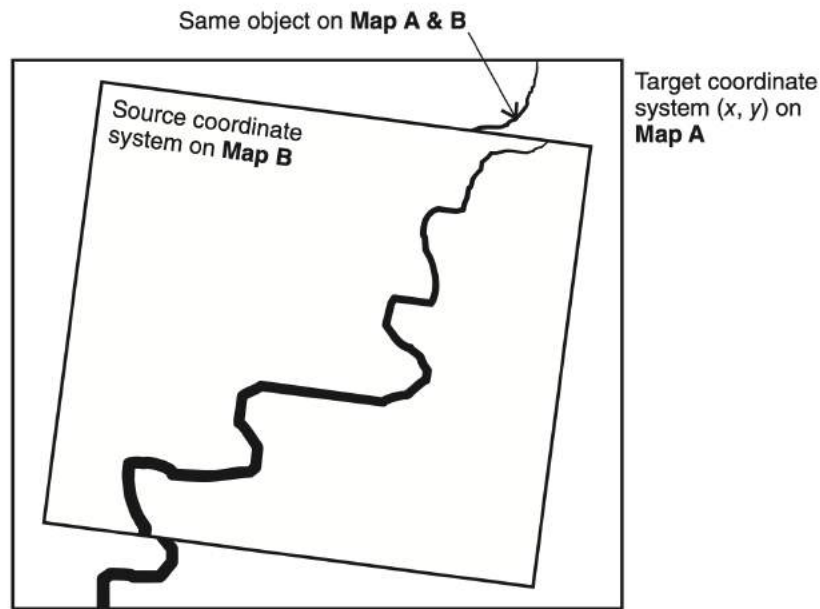 Same object on Map A & B
Source coordinate
system on Map B
Target coordinate
system (x, y) on
Map A